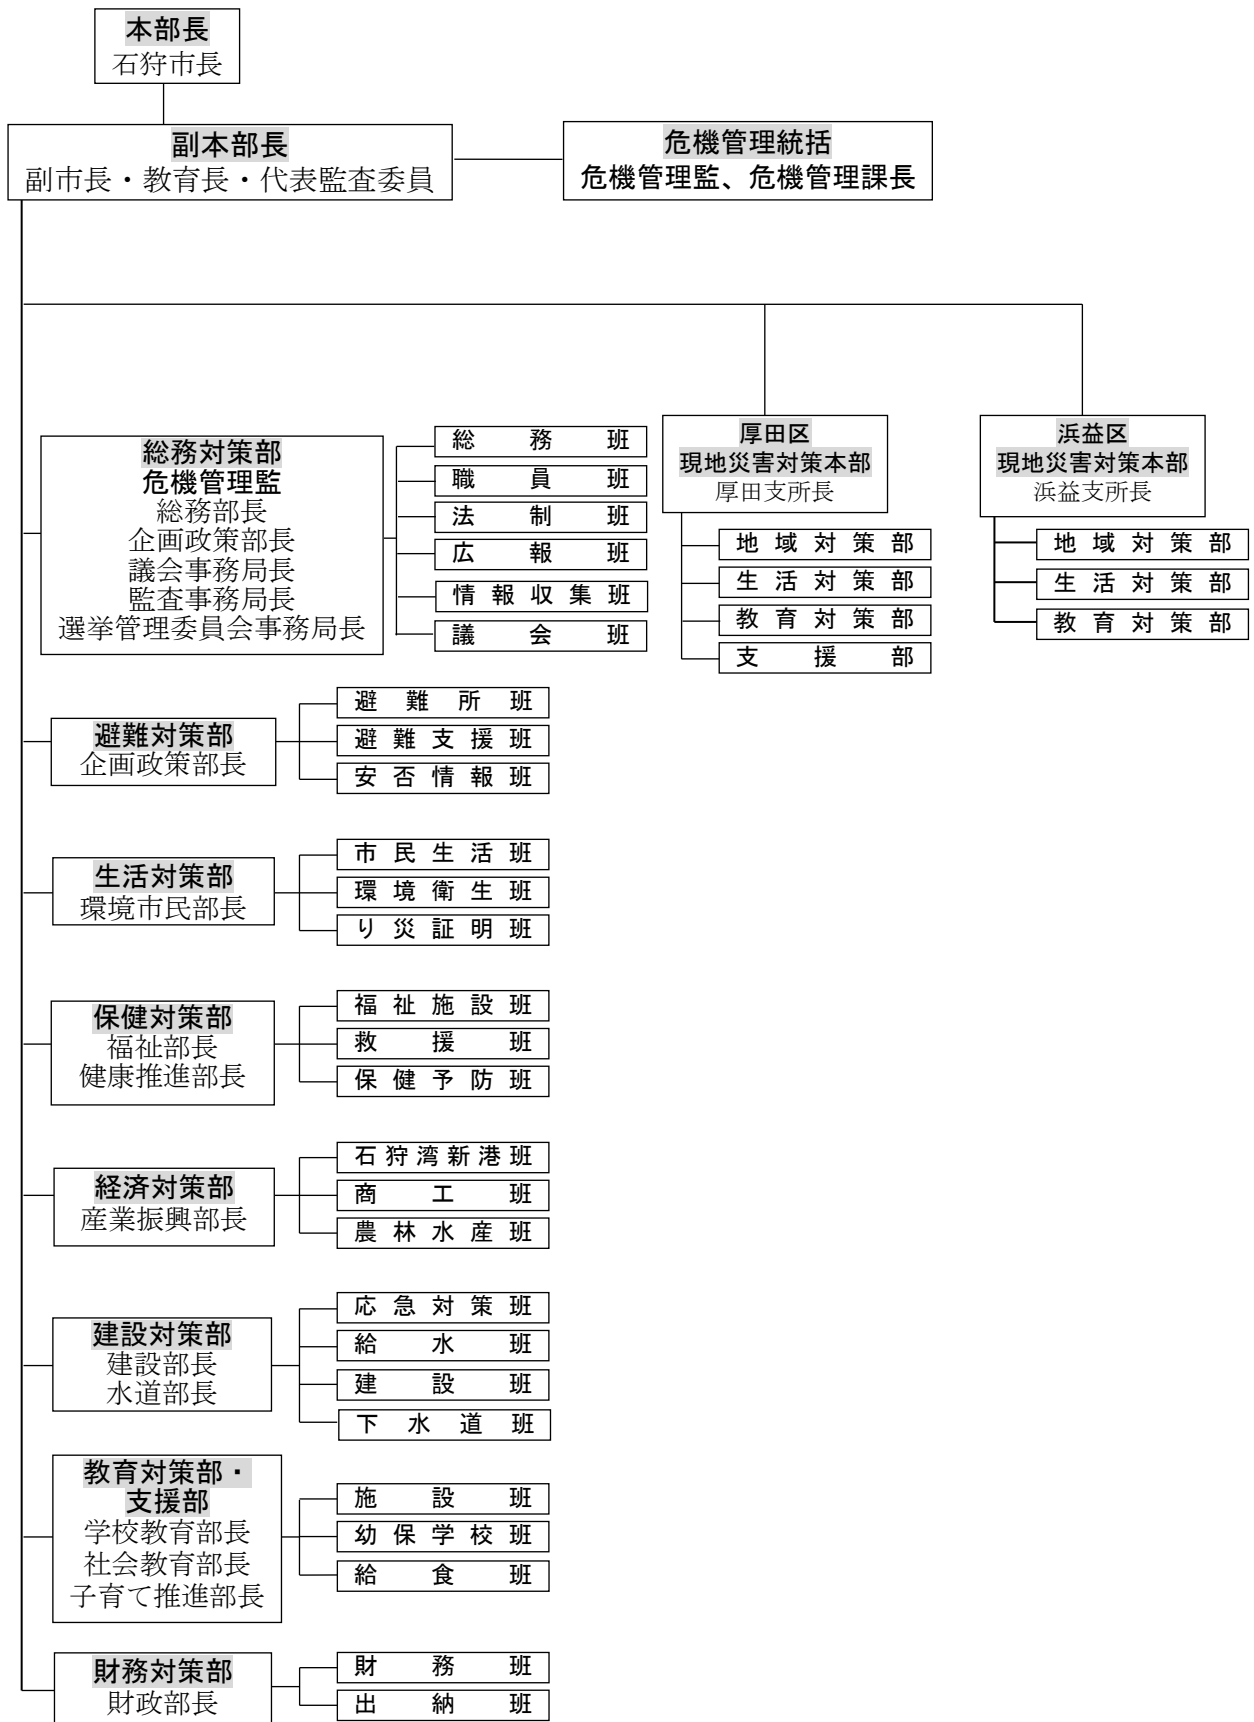 本部長
石狩市長
副本部長
副市長・教育長・代表監査委員
危機管理統括
危機管理監、危機管理課長
総務対策部
危機管理監
総務部長
企画政策部長
議会事務局長
監査事務局長
選挙管理委員会事務局長
総務班
職員班
法制班
広報班
情報収集班
議会班
厚田区
現地災害対策本部
厚田支所長
地域対策部
生活対策部
教育対策部
支援部
浜益区
現地災害対策本部
浜益支所長
地域対策部
生活対策部
教育対策部
避難対策部
企画政策部長
避難所班
避難支援班
安否情報班
生活対策部
環境市民部長
市民生活班
環境衛生班
り災証明班
保健対策部
福祉部長
健康推進部長
福祉施設班
救援班
保健予防班
経済対策部
産業振興部長
石狩湾新港班
商工班
農林水産班
建設対策部
建設部長
水道部長
応急対策班
給水班
建設班
下水道班
教育対策部・
支援部
学校教育部長
社会教育部長
子育て推進部長
施設班
幼保学校班
給食班
財務対策部
財政部長
財務班
出納班